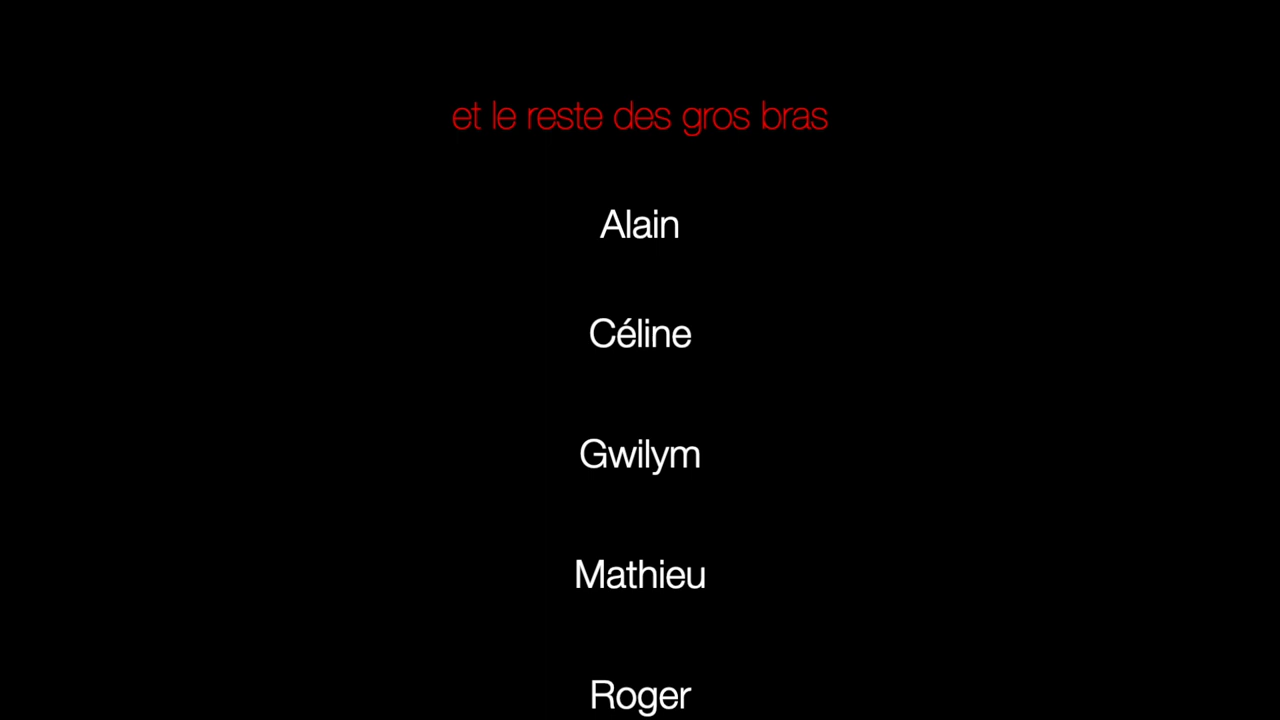 et le reste des gros bras
Alain
Céline
Gwilym
Mathieu
Roger